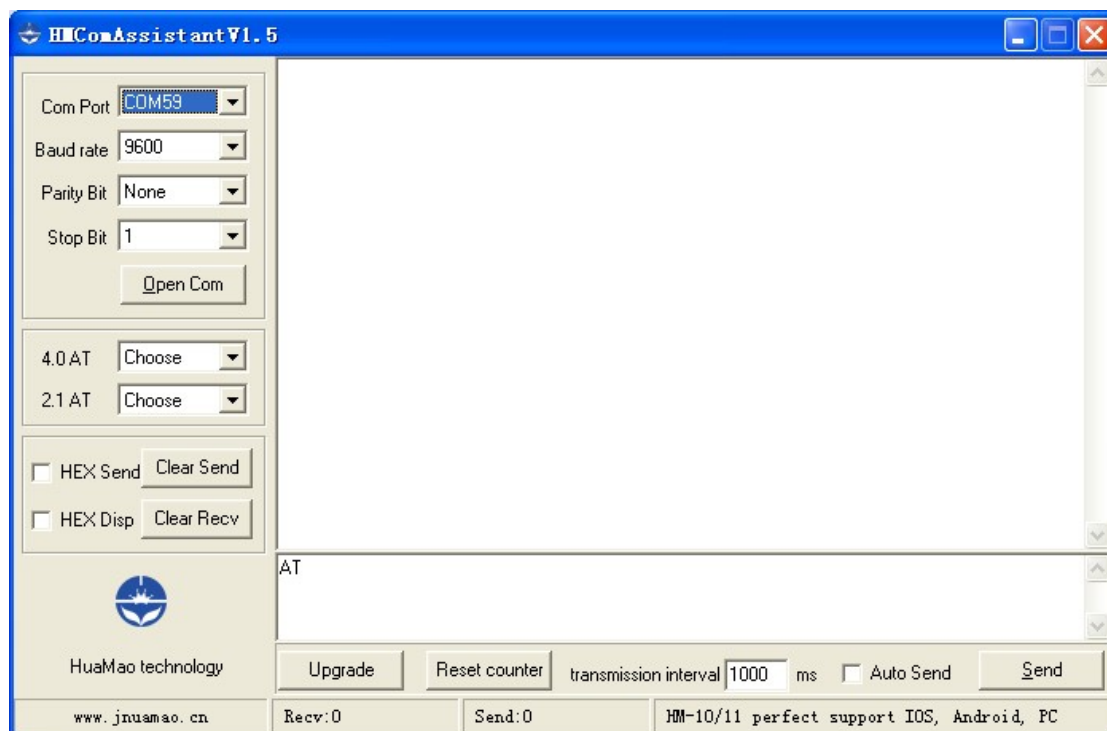 HMComAssistantV1.5
Com Port COM59
Baud rate 9600
Parity Bit None
Stop Bit 1
Open Com
4.0 AT Choose
2.1 AT Choose
HEX Send Clear Send
HEX Disp Clear Recv
AT
HuaMao technology
Upgrade Reset counter transmission interval 1000 ms Auto Send Send
www.jnuamao.cn Recv:0 Send:0 HM-10/11 perfect support IOS, Android, PC